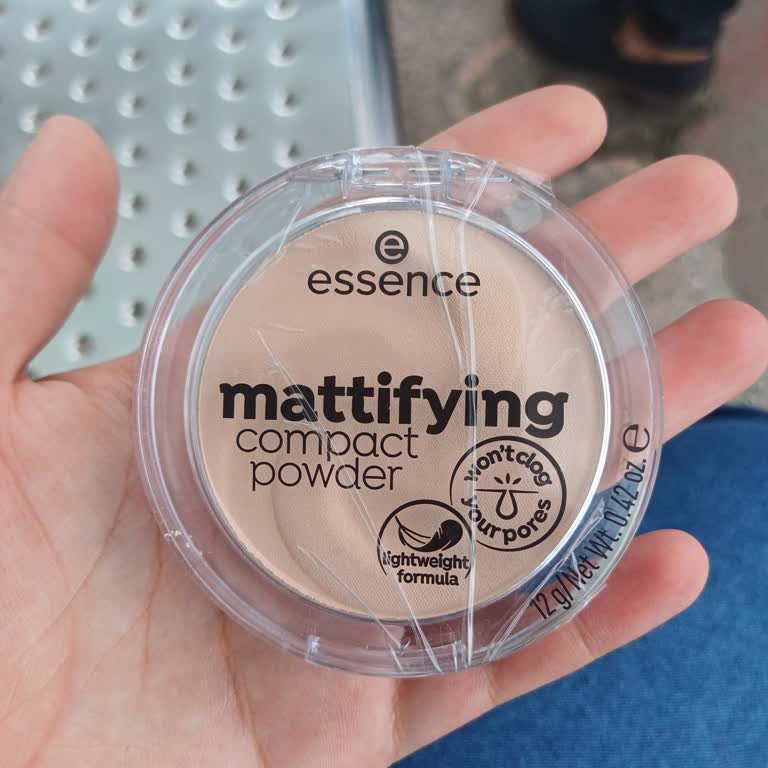 e
essence
mattifying
compact
powder
won't clog
your pores
lightweight
formula
12 g/Net Wt. 0.42 oz. ℮